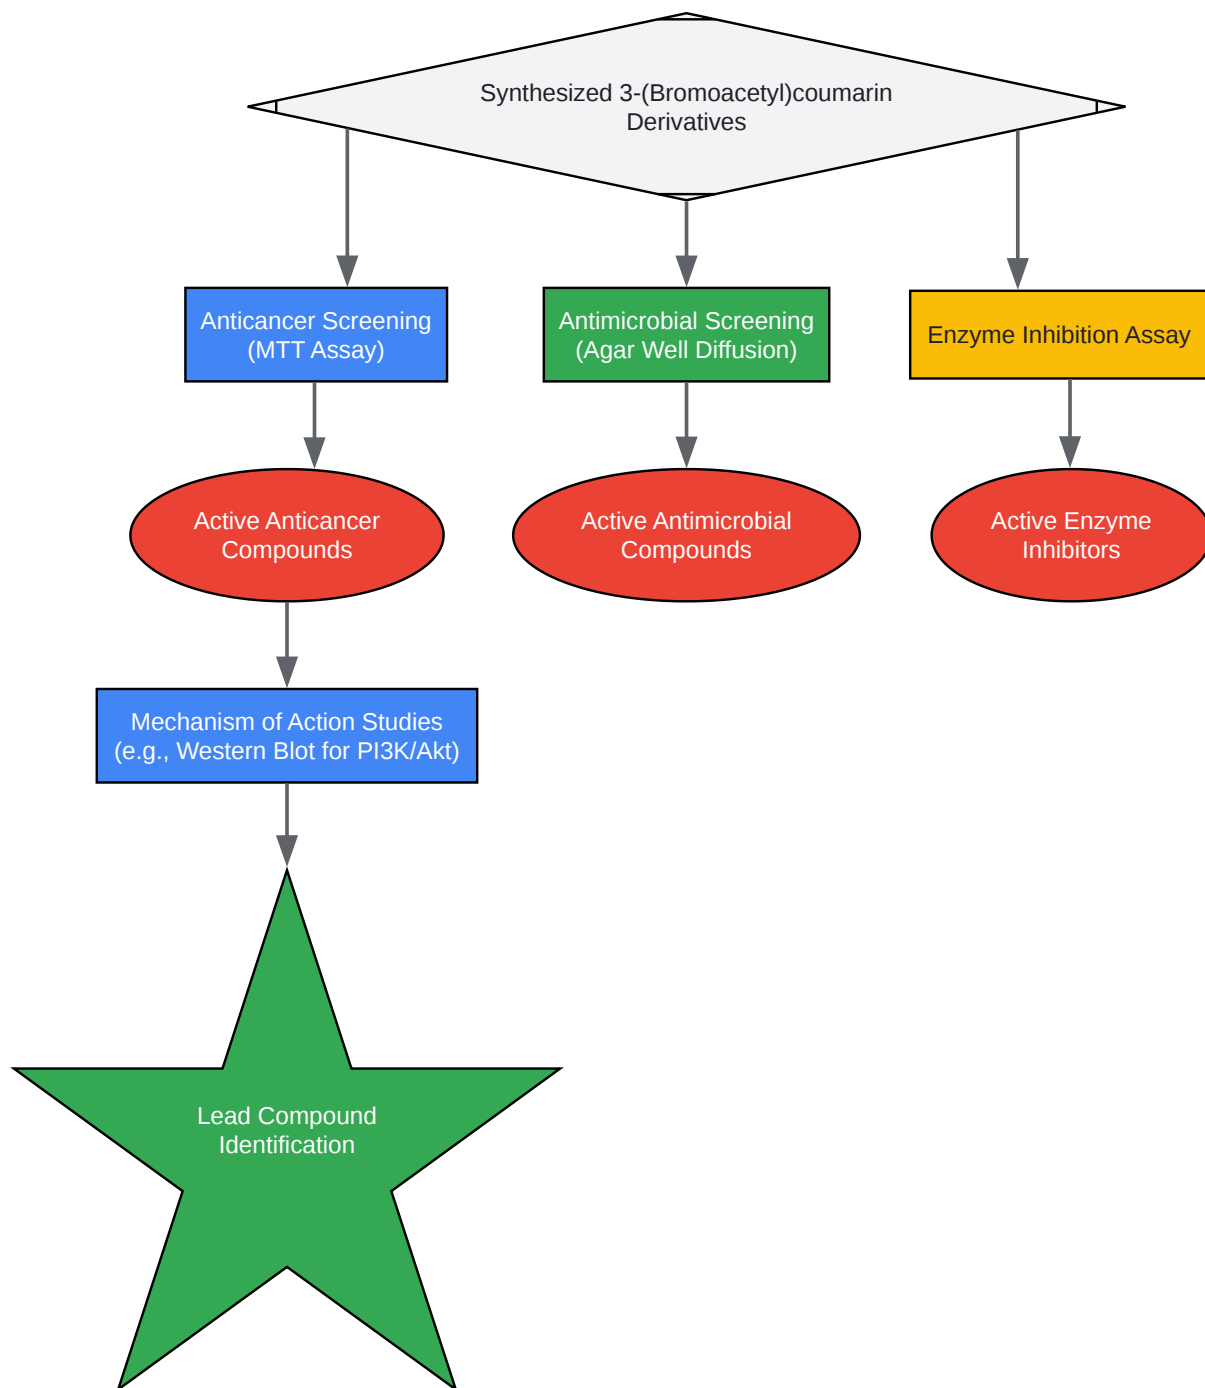 Synthesized 3-(Bromoacetyl)coumarin
Derivatives
Anticancer Screening
(MTT Assay)
Antimicrobial Screening
(Agar Well Diffusion)
Enzyme Inhibition Assay
Active Anticancer
Compounds
Active Antimicrobial
Compounds
Active Enzyme
Inhibitors
Mechanism of Action Studies
(e.g., Western Blot for PI3K/Akt)
Lead Compound
Identification